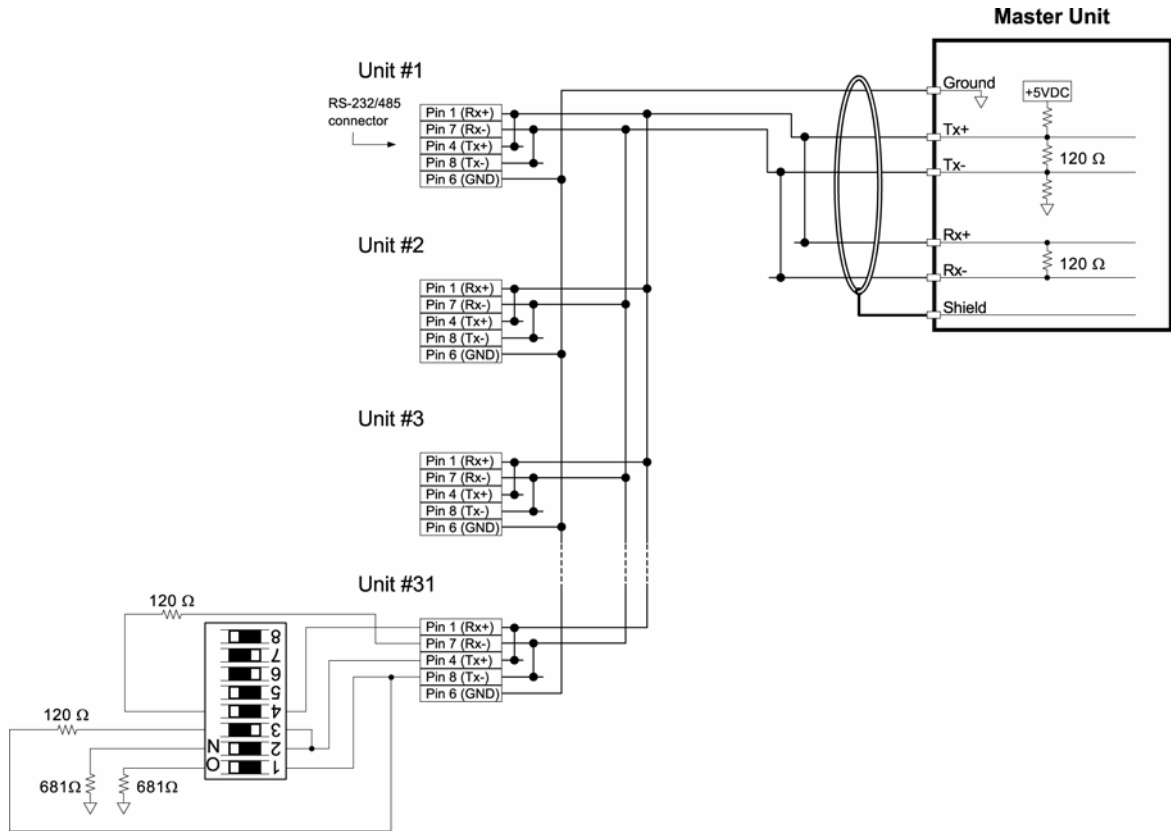 Master Unit
Ground
+5VDC
Tx+
120 Ω
Tx-
Rx+
120 Ω
Rx-
Shield
Unit #1
RS-232/485
connector
Pin 1 (Rx+)
Pin 7 (Rx-)
Pin 4 (Tx+)
Pin 8 (Tx-)
Pin 6 (GND)
Unit #2
Pin 1 (Rx+)
Pin 7 (Rx-)
Pin 4 (Tx+)
Pin 8 (Tx-)
Pin 6 (GND)
Unit #3
Pin 1 (Rx+)
Pin 7 (Rx-)
Pin 4 (Tx+)
Pin 8 (Tx-)
Pin 6 (GND)
Unit #31
Pin 1 (Rx+)
Pin 7 (Rx-)
Pin 4 (Tx+)
Pin 8 (Tx-)
Pin 6 (GND)
120 Ω
8
7
6
5
4
3
2
1
ON
120 Ω
681Ω
681Ω